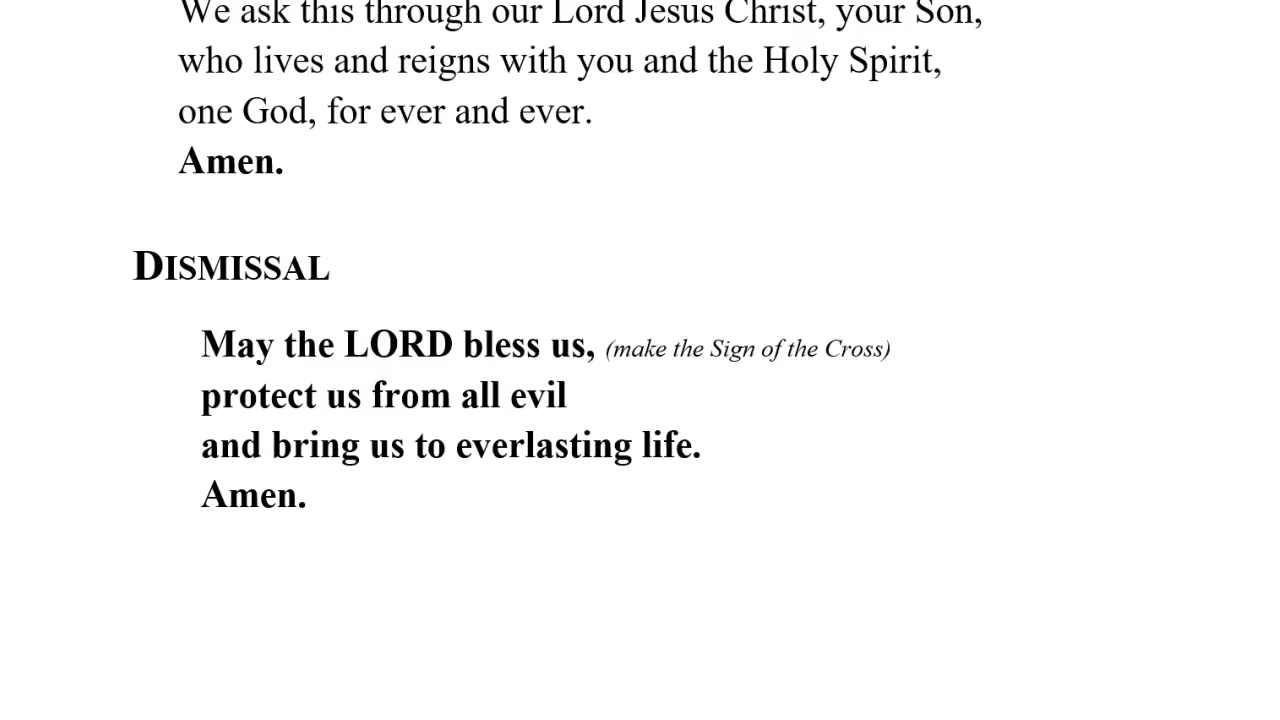 We ask this through our Lord Jesus Christ, your Son,
who lives and reigns with you and the Holy Spirit,
one God, for ever and ever.
Amen.
DISMISSAL
May the LORD bless us, (make the Sign of the Cross)
protect us from all evil
and bring us to everlasting life.
Amen.